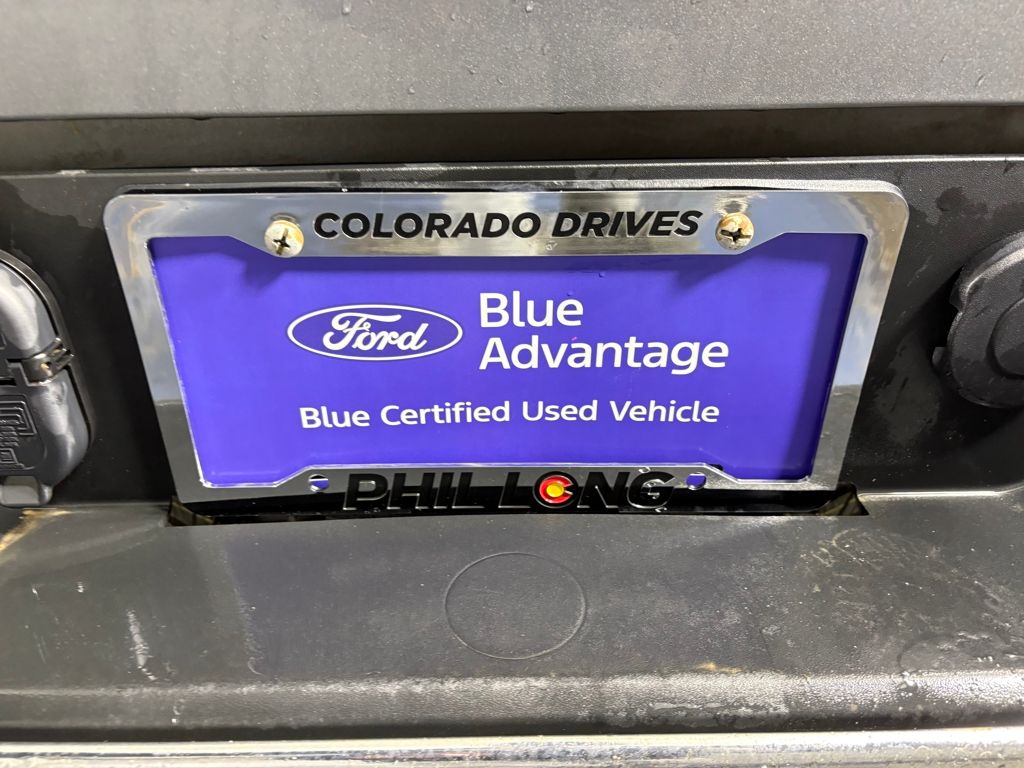 COLORADO DRIVES
Ford
Blue
Advantage
Blue Certified Used Vehicle
PHIL LONG